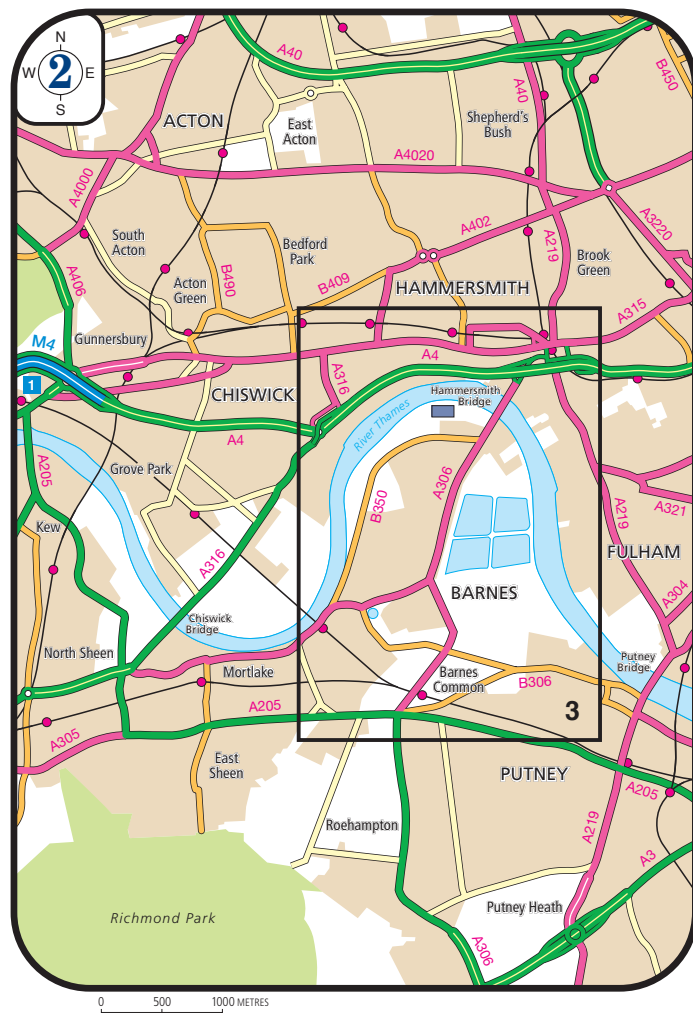 N
W 2 E
S
A40
A40
B450
ACTON
East
Acton
Shepherd's
Bush
A4020
A4000
A402
A3220
A219
South
Acton
Bedford
Park
Brook
Green
A406
Acton
Green
B490
B409
HAMMERSMITH
A315
M4
Gunnersbury
A4
1
A316
CHISWICK
Hammersmith
Bridge
River Thames
A4
A205
Grove Park
A306
B350
A219
A321
Kew
A316
FULHAM
BARNES
A304
Chiswick
Bridge
North Sheen
Mortlake
Putney
Bridge
Barnes
Common
B306
A205
3
A305
East
Sheen
PUTNEY
A205
Roehampton
A219
A3
Richmond Park
Putney Heath
A306
0 500 1000 METRES